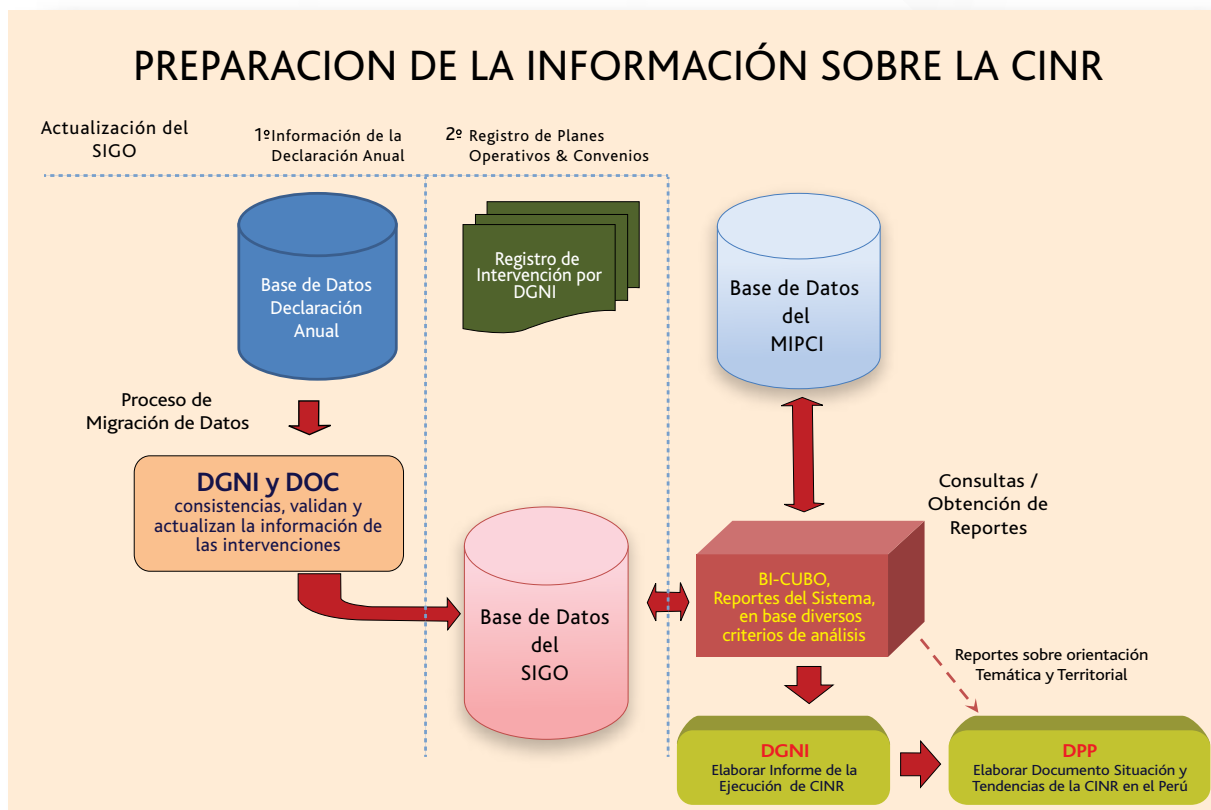 PREPARACION DE LA INFORMACIÓN SOBRE LA CINR
Actualización del
SIGO
1º Información de la
Declaración Anual
2º Registro de Planes
Operativos & Convenios
Base de Datos
Declaración
Anual
Registro de
Intervención por
DGNI
Base de Datos
del
MIPCI
Proceso de
Migración de Datos
DGNI y DOC
consistencias, validan y
actualizan la información de
las intervenciones
Base de Datos
del
SIGO
Consultas /
Obtención de
Reportes
BI-CUBO,
Reportes del Sistema,
en base diversos
criterios de análisis
Reportes sobre orientación
Temática y Territorial
DGNI
Elaborar Informe de la
Ejecución de CINR
DPP
Elaborar Documento Situación y
Tendencias de la CINR en el Perú